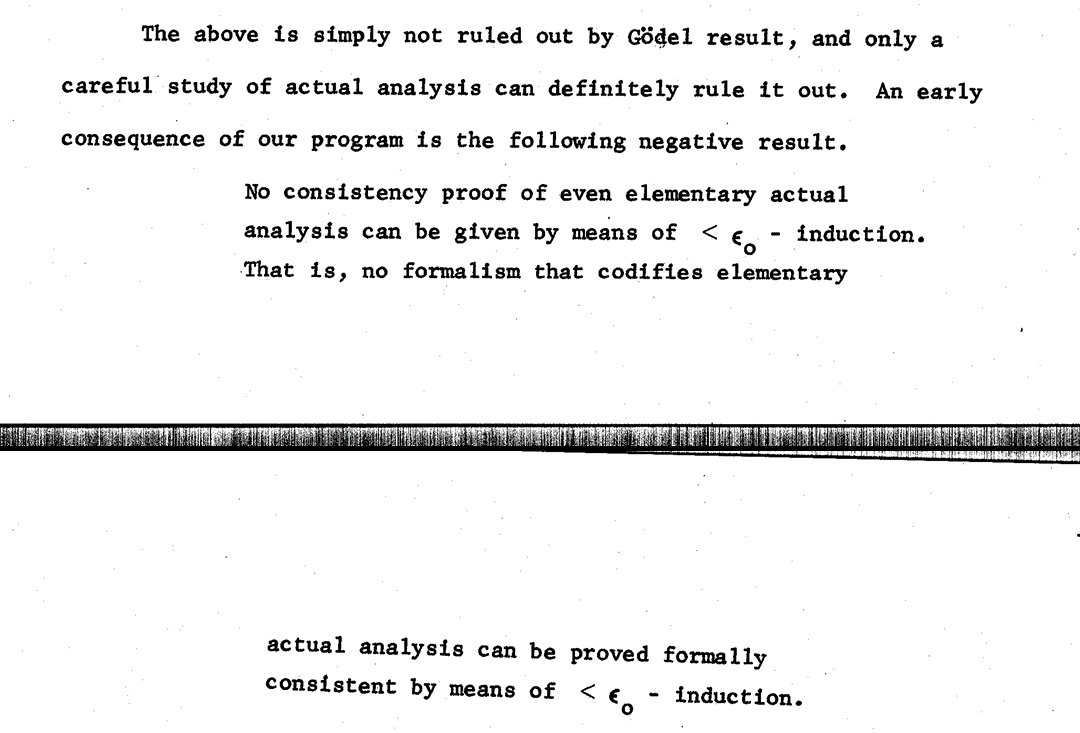 The above is simply not ruled out by Gödel result, and only a
careful study of actual analysis can definitely rule it out. An early
consequence of our program is the following negative result.
No consistency proof of even elementary actual
analysis can be given by means of < ϵ₀ - induction.
That is, no formalism that codifies elementary
actual analysis can be proved formally
consistent by means of < ϵ₀ - induction.